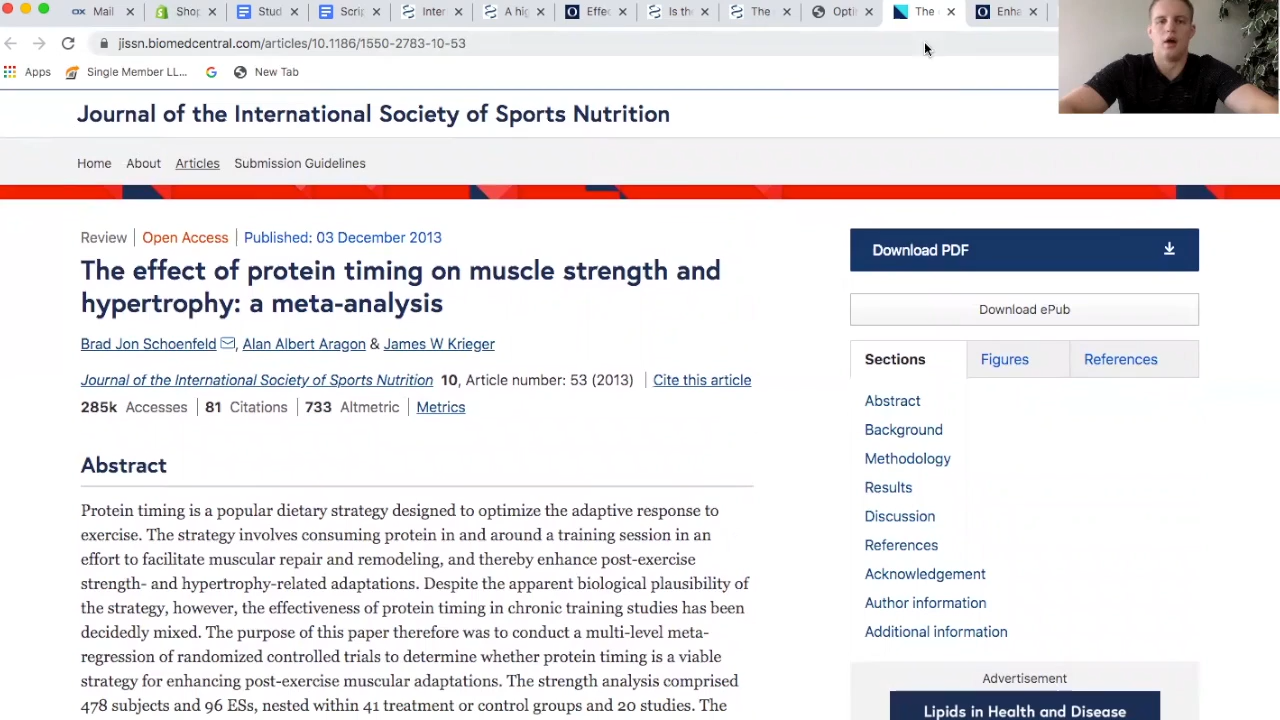 Mail
Shop
Stud
Scrip
Inter
A hig
Effec
Is the
The
Opti
The
Enha
jissn.biomedcentral.com/articles/10.1186/1550-2783-10-53
Apps
Single Member LL...
New Tab
Journal of the International Society of Sports Nutrition
Home About Articles Submission Guidelines
Review | Open Access | Published: 03 December 2013
The effect of protein timing on muscle strength and
hypertrophy: a meta-analysis
Brad Jon Schoenfeld, Alan Albert Aragon & James W Krieger
Journal of the International Society of Sports Nutrition 10, Article number: 53 (2013) | Cite this article
285k Accesses | 81 Citations | 733 Altmetric | Metrics
Abstract
Protein timing is a popular dietary strategy designed to optimize the adaptive response to
exercise. The strategy involves consuming protein in and around a training session in an
effort to facilitate muscular repair and remodeling, and thereby enhance post-exercise
strength- and hypertrophy-related adaptations. Despite the apparent biological plausibility of
the strategy, however, the effectiveness of protein timing in chronic training studies has been
decidedly mixed. The purpose of this paper therefore was to conduct a multi-level meta-
regression of randomized controlled trials to determine whether protein timing is a viable
strategy for enhancing post-exercise muscular adaptations. The strength analysis comprised
478 subjects and 96 ESs, nested within 41 treatment or control groups and 20 studies. The
Download PDF
Download ePub
Sections Figures References
Abstract
Background
Methodology
Results
Discussion
References
Acknowledgement
Author information
Additional information
Advertisement
Lipids in Health and Disease